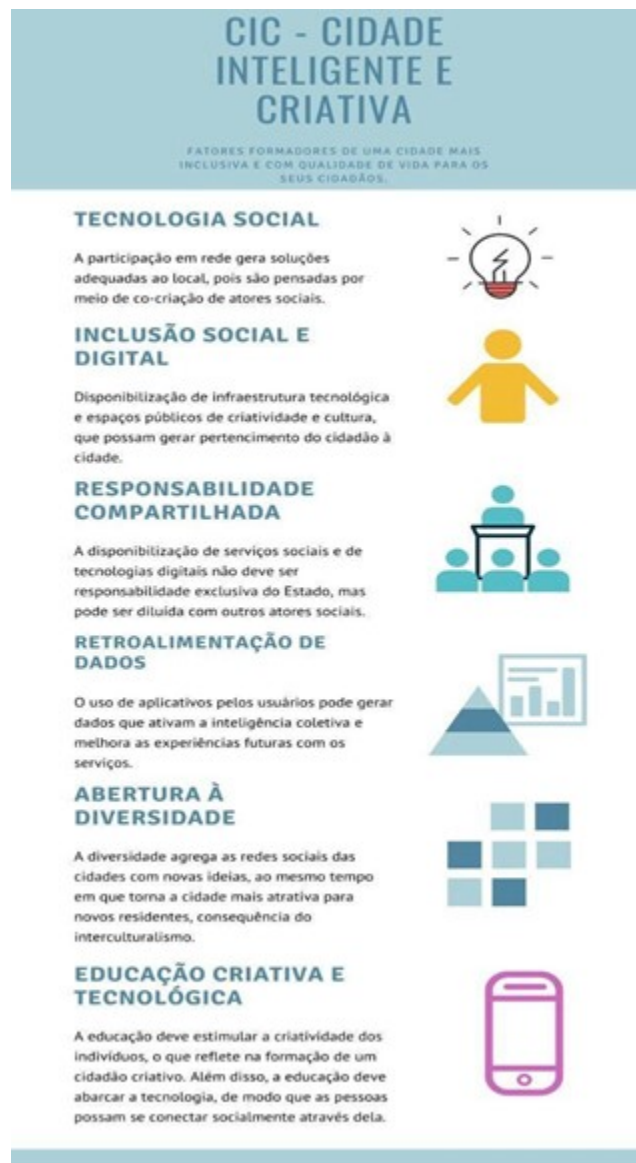 CIC - CIDADE
INTELIGENTE E
CRIATIVA
FATORES FORMADORES DE UMA CIDADE MAIS
INCLUSIVA E COM QUALIDADE DE VIDA PARA OS
SEUS CIDADÃOS.
TECNOLOGIA SOCIAL
A participação em rede gera soluções
adequadas ao local, pois são pensadas por
meio de co-criação de atores sociais.
INCLUSÃO SOCIAL E
DIGITAL
Disponibilização de infraestrutura tecnológica
e espaços públicos de criatividade e cultura,
que possam gerar pertencimento do cidadão à
cidade.
RESPONSABILIDADE
COMPARTILHADA
A disponibilização de serviços sociais e de
tecnologias digitais não deve ser
responsabilidade exclusiva do Estado, mas
pode ser diluída com outros atores sociais.
RETROALIMENTAÇÃO DE
DADOS
O uso de aplicativos pelos usuários pode gerar
dados que ativam a inteligência coletiva e
melhora as experiências futuras com os
serviços.
ABERTURA À
DIVERSIDADE
A diversidade agrega as redes sociais das
cidades com novas ideias, ao mesmo tempo
em que torna a cidade mais atrativa para
novos residentes, consequência do
interculturalismo.
EDUCAÇÃO CRIATIVA E
TECNOLÓGICA
A educação deve estimular a criatividade dos
indivíduos, o que reflete na formação de um
cidadão criativo. Além disso, a educação deve
abarcar a tecnologia, de modo que as pessoas
possam se conectar socialmente através dela.